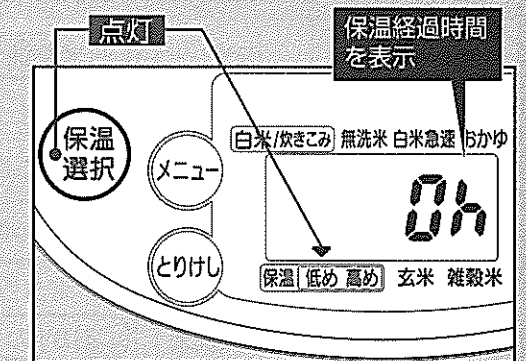 点灯
保温経過時間
を表示
保温
選択
メニュー
とりけし
白米/炊きこみ 無洗米 白米急速 おかゆ
0h
保温 低め 高め 玄米 雑穀米